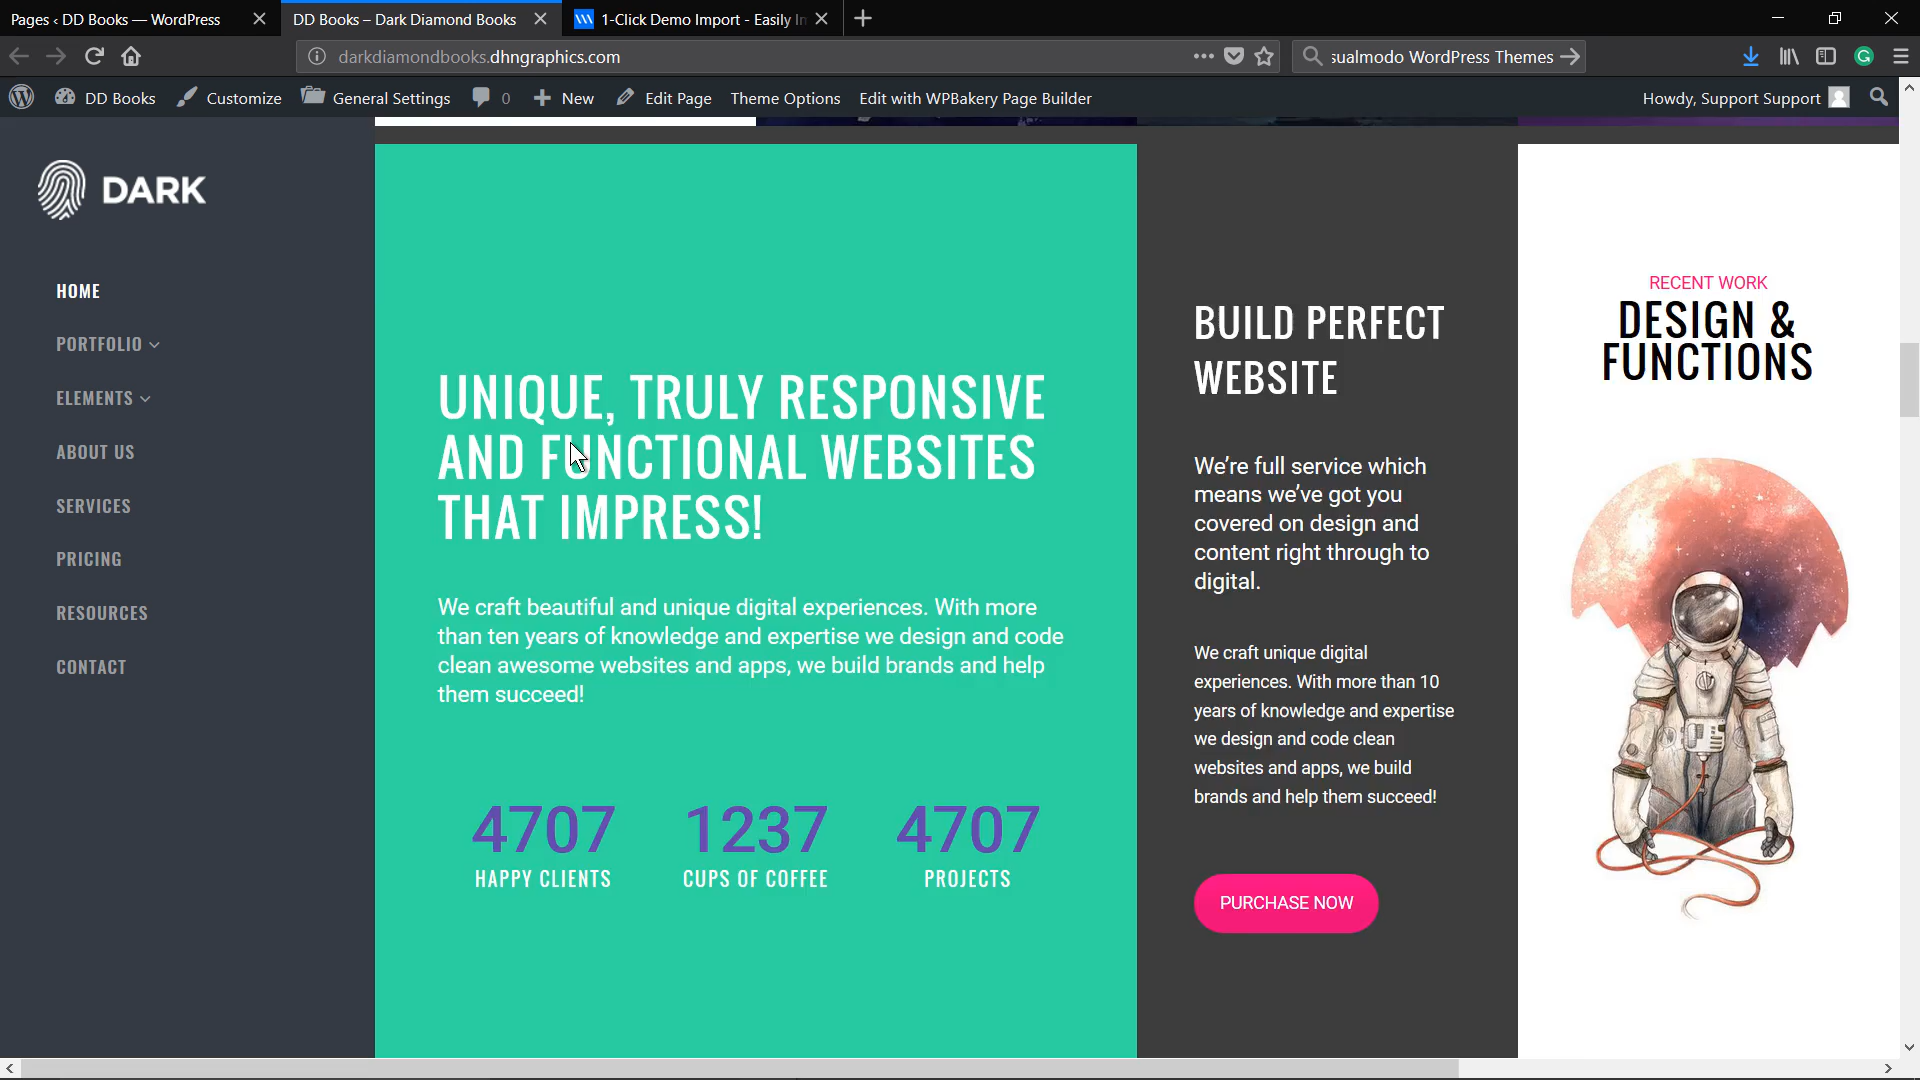 Pages ‹ DD Books — WordPress
DD Books – Dark Diamond Books
1-Click Demo Import - Easily In
darkdiamondbooks.dhngraphics.com
sualmodo WordPress Themes
DD Books
Customize
General Settings
0
New
Edit Page
Theme Options
Edit with WPBakery Page Builder
Howdy, Support Support
DARK
HOME
PORTFOLIO
ELEMENTS
ABOUT US
SERVICES
PRICING
RESOURCES
CONTACT
UNIQUE, TRULY RESPONSIVE
AND FUNCTIONAL WEBSITES
THAT IMPRESS!
We craft beautiful and unique digital experiences. With more
than ten years of knowledge and expertise we design and code
clean awesome websites and apps, we build brands and help
them succeed!
4707
HAPPY CLIENTS
1237
CUPS OF COFFEE
4707
PROJECTS
BUILD PERFECT
WEBSITE
We’re full service which
means we’ve got you
covered on design and
content right through to
digital.
We craft unique digital
experiences. With more than 10
years of knowledge and expertise
we design and code clean
websites and apps, we build
brands and help them succeed!
PURCHASE NOW
RECENT WORK
DESIGN &
FUNCTIONS